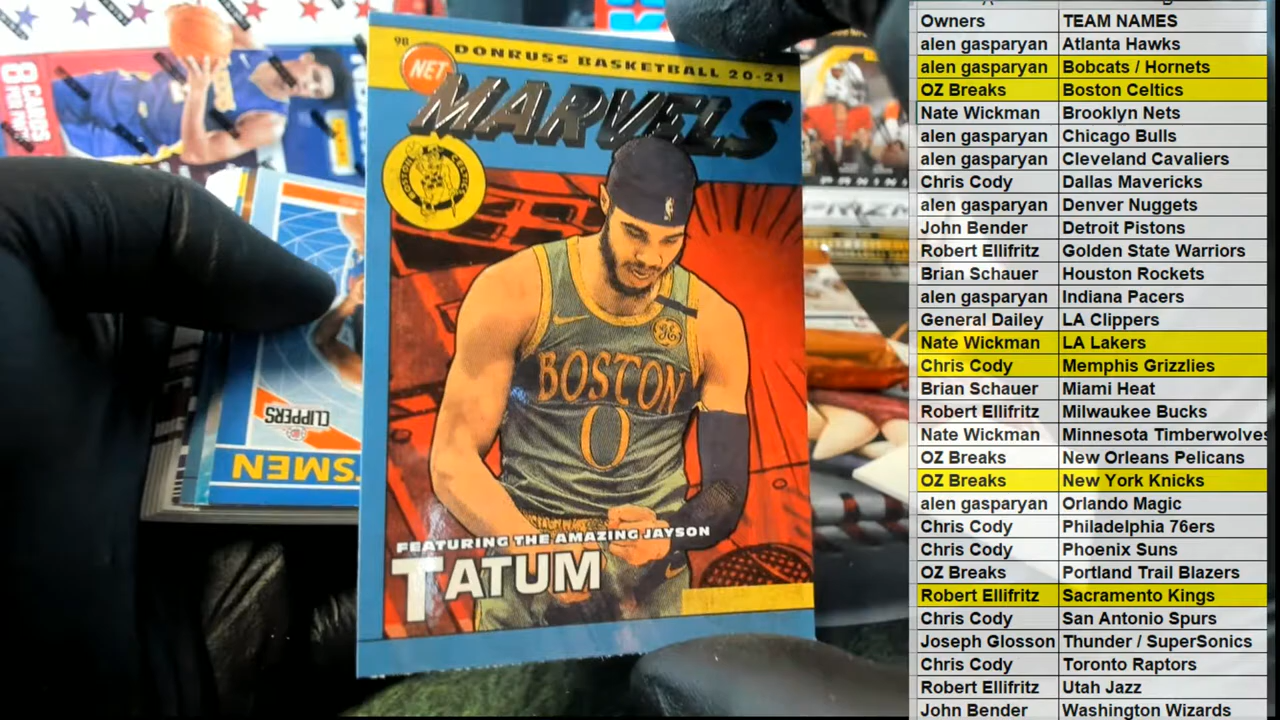 98
DONRUSS BASKETBALL 20-21
NET
MARVELS
BOSTON CELTICS
BOSTON
0
FEATURING THE AMAZING JAYSON
TATUM
8 CARDS
CLIPPERS
SMEN
Owners TEAM NAMES
alen gasparyan Atlanta Hawks
alen gasparyan Bobcats / Hornets
OZ Breaks Boston Celtics
Nate Wickman Brooklyn Nets
alen gasparyan Chicago Bulls
alen gasparyan Cleveland Cavaliers
Chris Cody Dallas Mavericks
alen gasparyan Denver Nuggets
John Bender Detroit Pistons
Robert Ellifritz Golden State Warriors
Brian Schauer Houston Rockets
alen gasparyan Indiana Pacers
General Dailey LA Clippers
Nate Wickman LA Lakers
Chris Cody Memphis Grizzlies
Brian Schauer Miami Heat
Robert Ellifritz Milwaukee Bucks
Nate Wickman Minnesota Timberwolves
OZ Breaks New Orleans Pelicans
OZ Breaks New York Knicks
alen gasparyan Orlando Magic
Chris Cody Philadelphia 76ers
Chris Cody Phoenix Suns
OZ Breaks Portland Trail Blazers
Robert Ellifritz Sacramento Kings
Chris Cody San Antonio Spurs
Joseph Glosson Thunder / SuperSonics
Chris Cody Toronto Raptors
Robert Ellifritz Utah Jazz
John Bender Washington Wizards